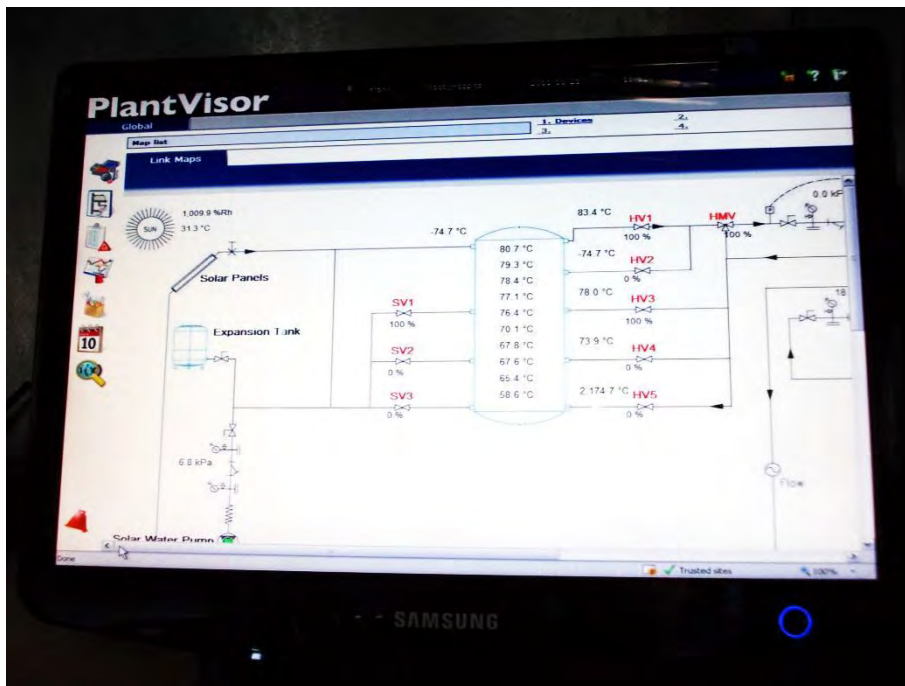 PlantVisor
Global
Map list
1. Devices
2.
3.
4.
Link Maps
1,009.9 %Rh
SUN
31.3 °C
Solar Panels
-74.7 °C
83.4 °C
HV1
HMV
0.0
100 %
100 %
80.7 °C
79.3 °C
78.4 °C
77.1 °C
76.4 °C
70.1 °C
67.8 °C
67.6 °C
65.4 °C
58.6 °C
-74.7 °C
HV2
0 %
78.0 °C
HV3
100 %
18
73.9 °C
HV4
0 %
2,174.7 °C
HV5
0 %
SV1
100 %
SV2
0 %
SV3
0 %
Expansion Tank
10
6.8 kPa
Flow
Solar Water Pump
Done
Trusted sites
100%
SAMSUNG